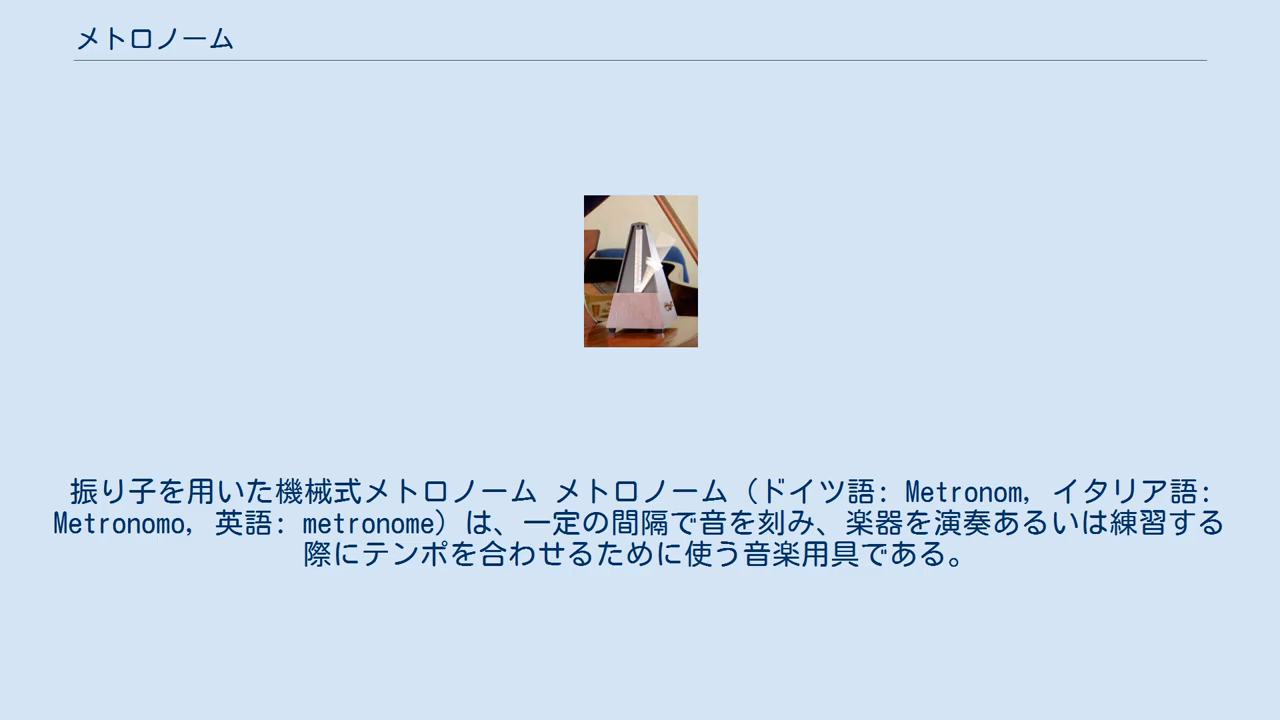 メトロノーム
振り子を用いた機械式メトロノーム メトロノーム（ドイツ語: Metronom, イタリア語:
Metronomo, 英語: metronome）は、一定の間隔で音を刻み、楽器を演奏あるいは練習する
際にテンポを合わせるために使う音楽用具である。